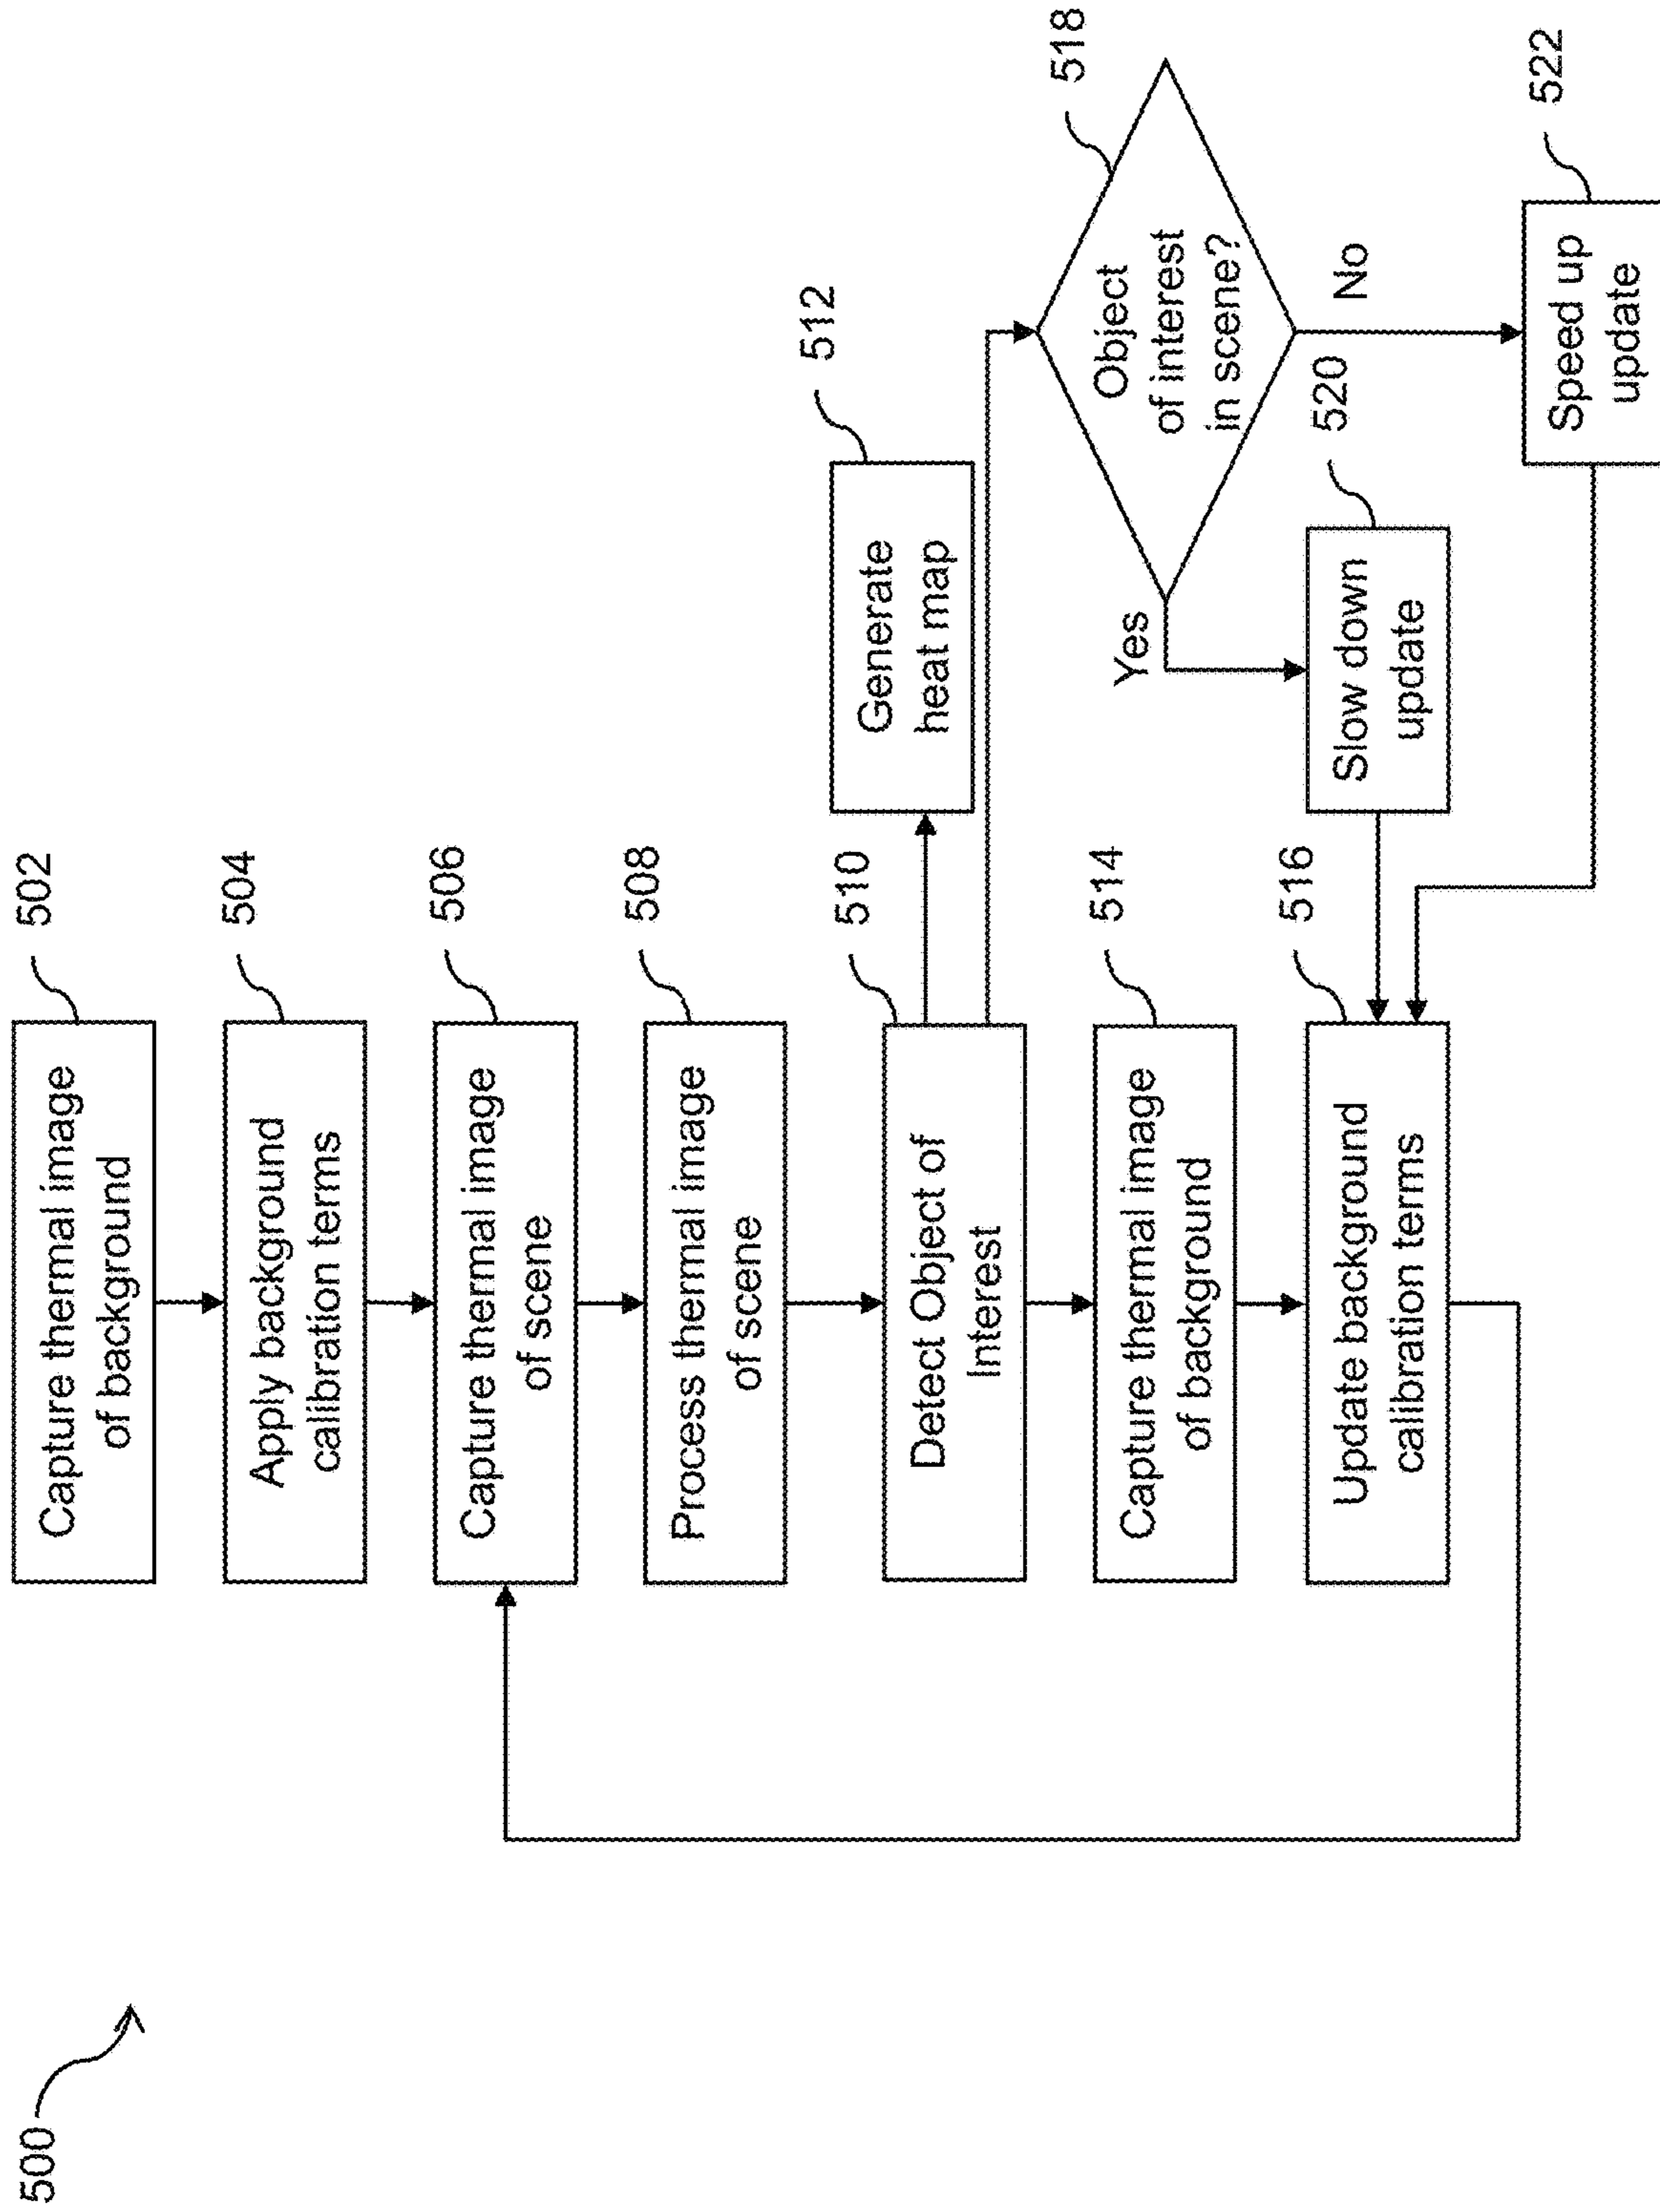 500
502
Capture thermal image
of background
504
Apply background
calibration terms
506
Capture thermal image
of scene
508
Process thermal image
of scene
510
Detect Object of
Interest
512
Generate
heat map
514
Capture thermal image
of background
516
Update background
calibration terms
518
Object
of interest
in scene?
Yes
No
520
Slow down
update
522
Speed up
update